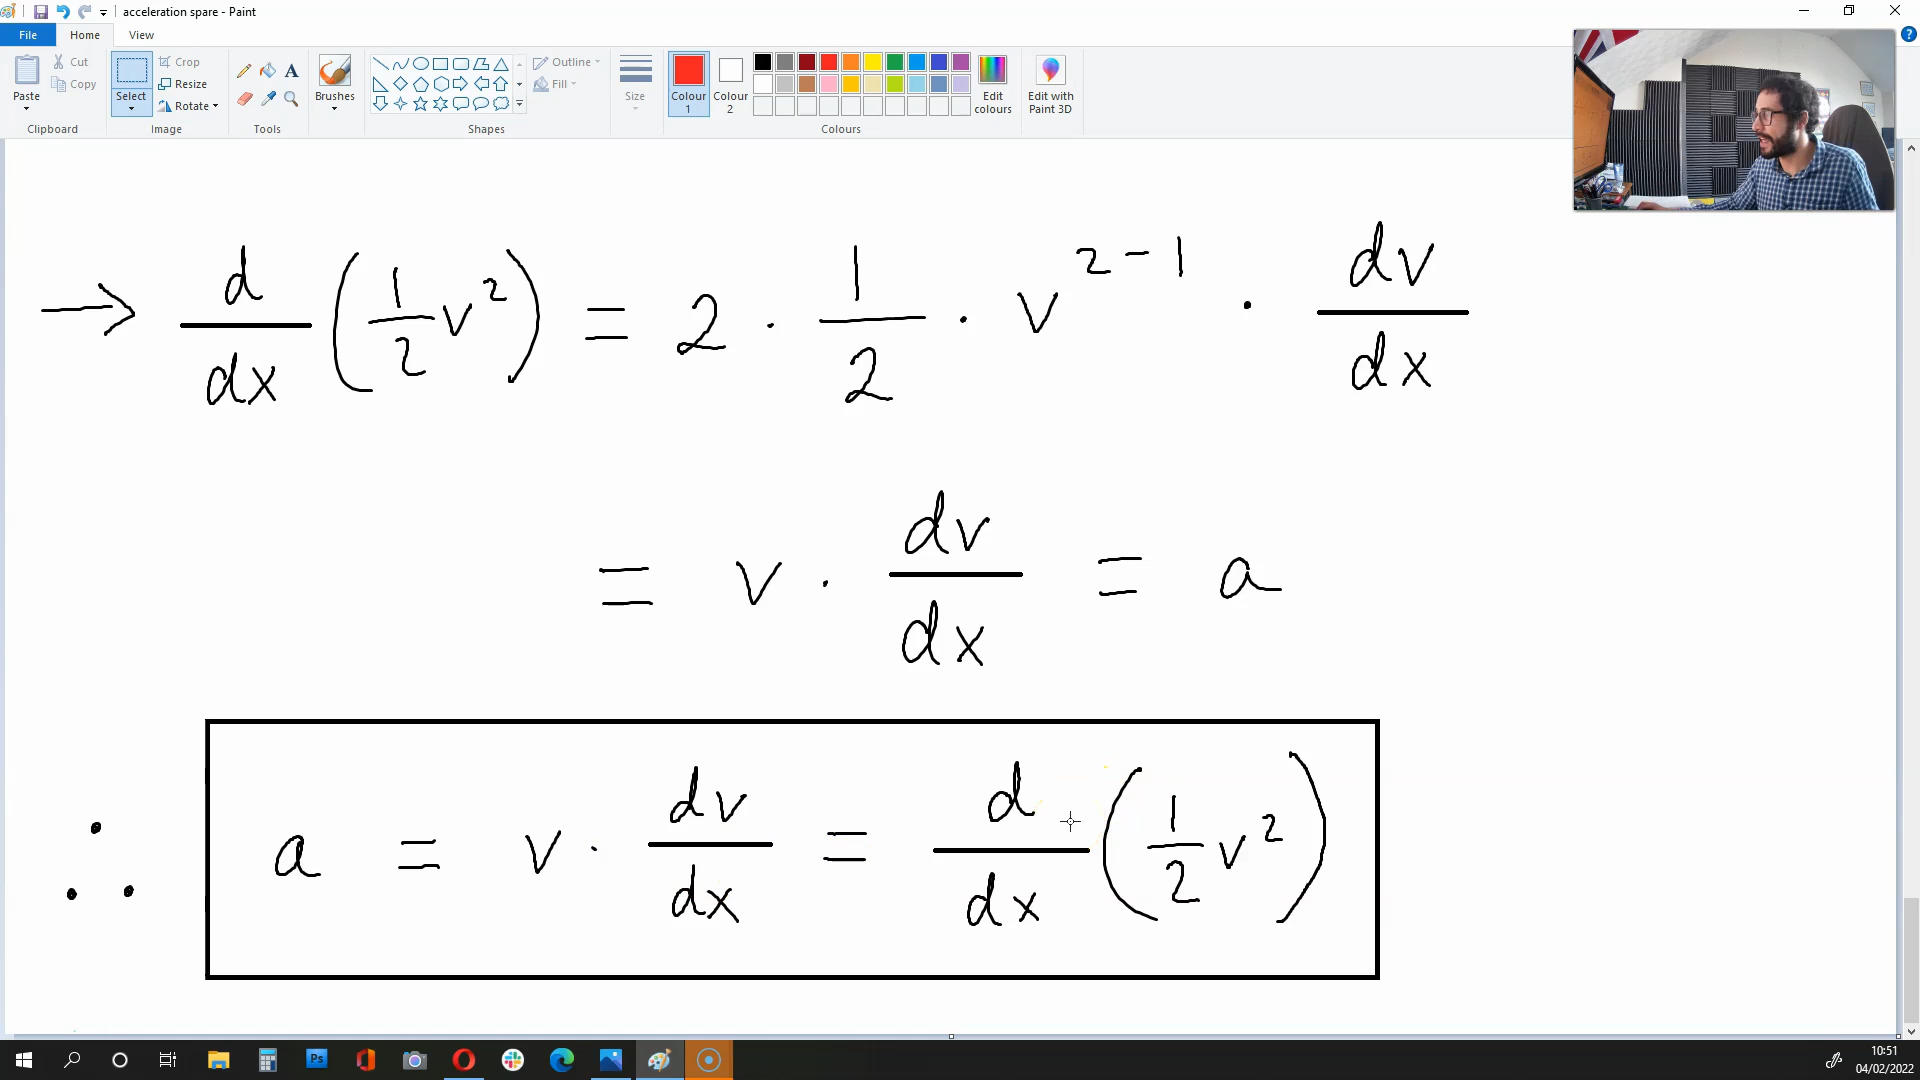 acceleration spare - Paint
File Home View
Paste Cut Copy Select Crop Resize Rotate A Brushes Outline Fill Size Colour 1 Colour 2 Edit colours Edit with Paint 3D ?
Clipboard Image Tools Shapes Colours
→ d/dx (1/2 v²) = 2 · 1/2 · v^(2-1) · dv/dx
= v · dv/dx = a
∴ a = v · dv/dx = d/dx (1/2 v²)
Ps
10:51
04/02/2022